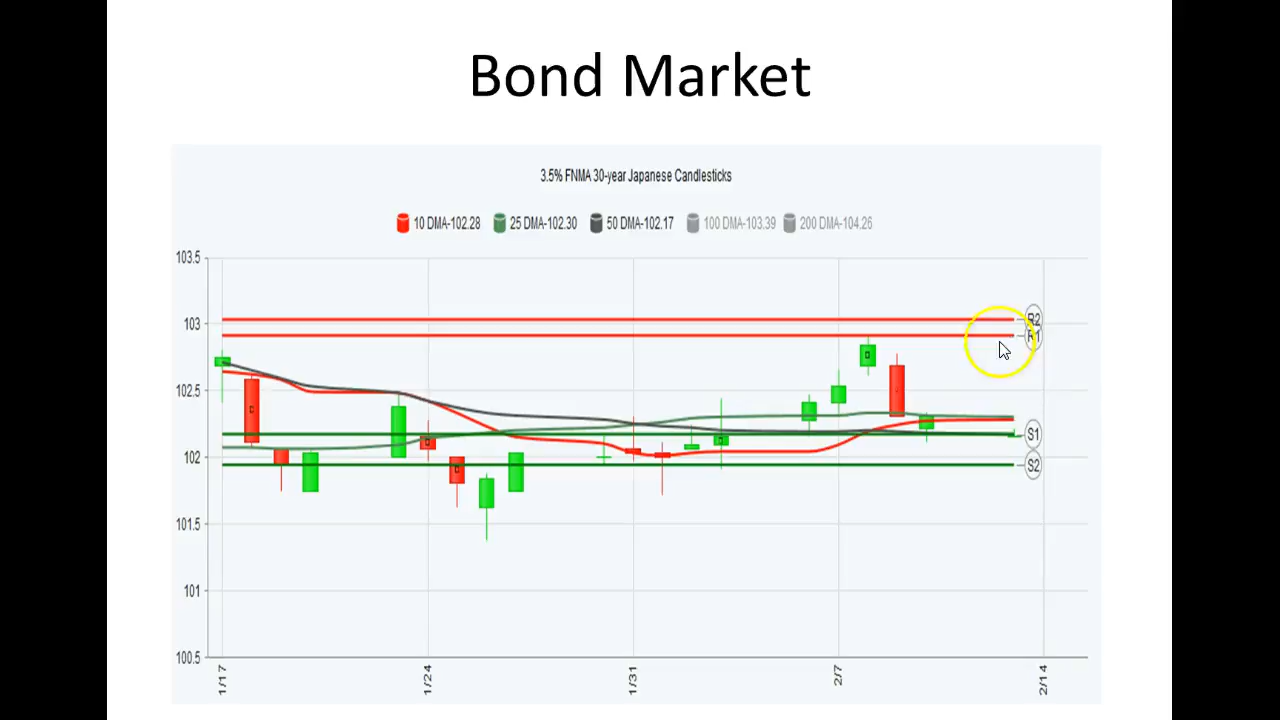 Bond Market
3.5% FNMA 30-year Japanese Candlesticks
10 DMA-102.28 25 DMA-102.30 50 DMA-102.17 100 DMA-103.39 200 DMA-104.26
103.5
R2
103
R1
102.5
S1
102
S2
101.5
101
100.5
1/17 1/24 1/31 2/7 2/14